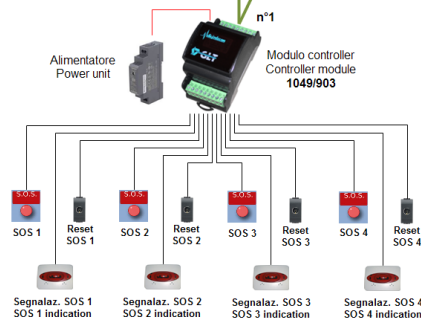 n°1
Alimentatore
Power unit
GLT
Modulo controller
Controller module
1049/903
S.O.S.
S.O.S.
S.O.S.
S.O.S.
SOS 1
Reset
SOS 1
SOS 2
Reset
SOS 2
SOS 3
Reset
SOS 3
SOS 4
Reset
SOS 4
Segnalaz. SOS 1
SOS 1 indication
Segnalaz. SOS 2
SOS 2 indication
Segnalaz. SOS 3
SOS 3 indication
Segnalaz. SOS 4
SOS 4 indication